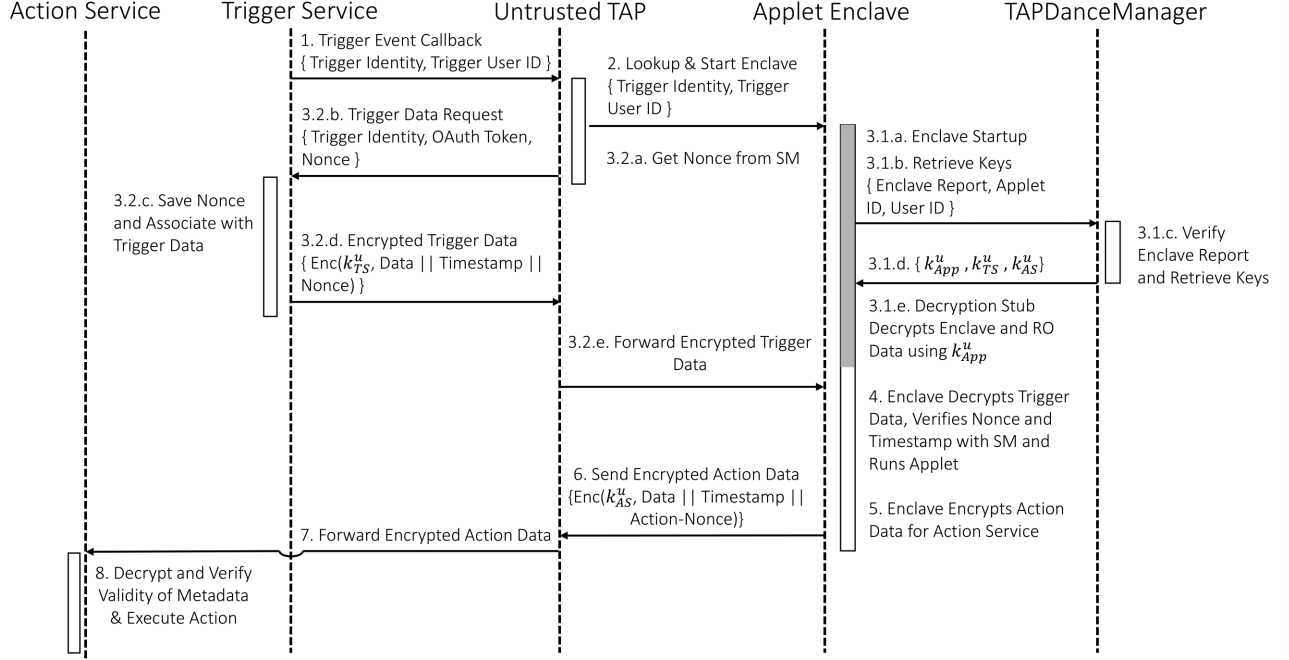 Action Service
Trigger Service
Untrusted TAP
Applet Enclave
TAPDanceManager
1. Trigger Event Callback
{ Trigger Identity, Trigger User ID }
2. Lookup & Start Enclave
{ Trigger Identity, Trigger
User ID }
3.2.b. Trigger Data Request
{ Trigger Identity, OAuth Token,
Nonce }
3.2.a. Get Nonce from SM
3.1.a. Enclave Startup
3.1.b. Retrieve Keys
{ Enclave Report, Applet
ID, User ID }
3.2.c. Save Nonce
and Associate with
Trigger Data
3.1.c. Verify
Enclave Report
and Retrieve Keys
3.2.d. Encrypted Trigger Data
{ Enc(k^u_TS, Data || Timestamp ||
Nonce) }
3.1.d. { k^u_App , k^u_TS , k^u_AS}
3.1.e. Decryption Stub
Decrypts Enclave and RO
Data using k^u_App
3.2.e. Forward Encrypted Trigger
Data
4. Enclave Decrypts Trigger
Data, Verifies Nonce and
Timestamp with SM and
Runs Applet
6. Send Encrypted Action Data
{Enc(k^u_AS, Data || Timestamp ||
Action-Nonce)}
5. Enclave Encrypts Action
Data for Action Service
7. Forward Encrypted Action Data
8. Decrypt and Verify
Validity of Metadata
& Execute Action